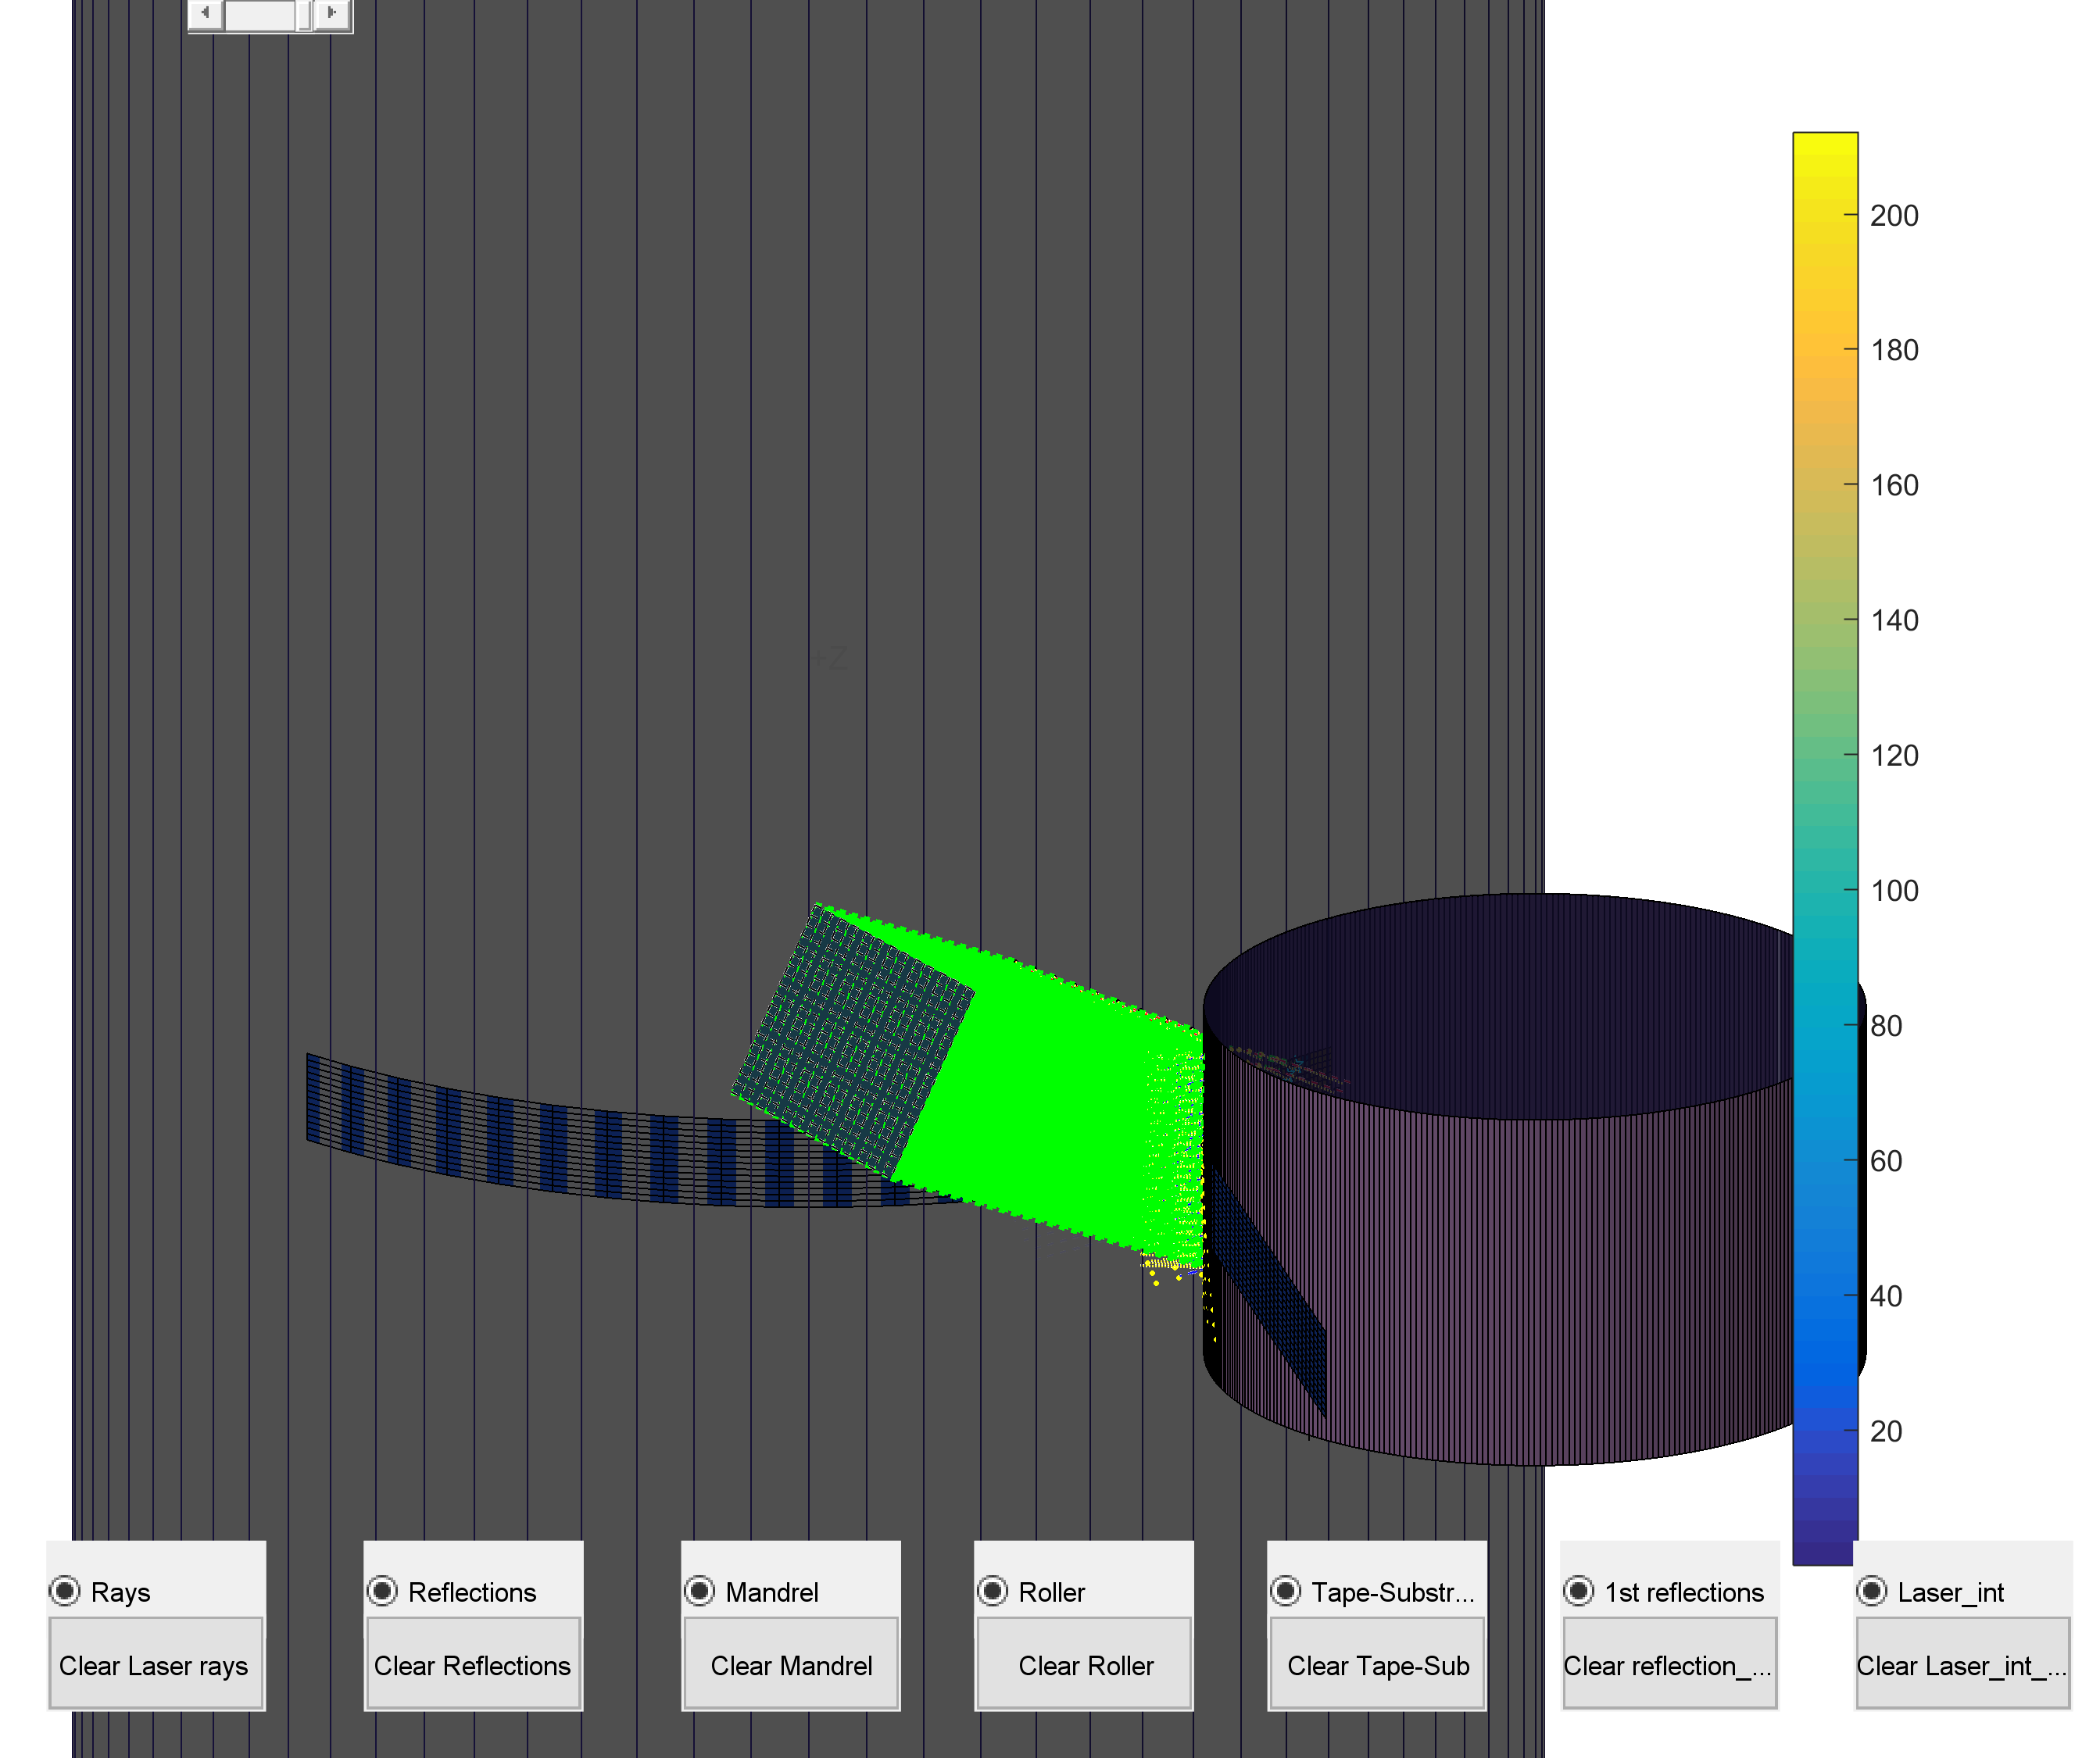 +Z
200
180
160
140
120
100
80
60
40
20
Rays
Reflections
Mandrel
Roller
Tape-Substr...
1st reflections
Laser_int
Clear Laser rays
Clear Reflections
Clear Mandrel
Clear Roller
Clear Tape-Sub
Clear reflection_...
Clear Laser_int_...